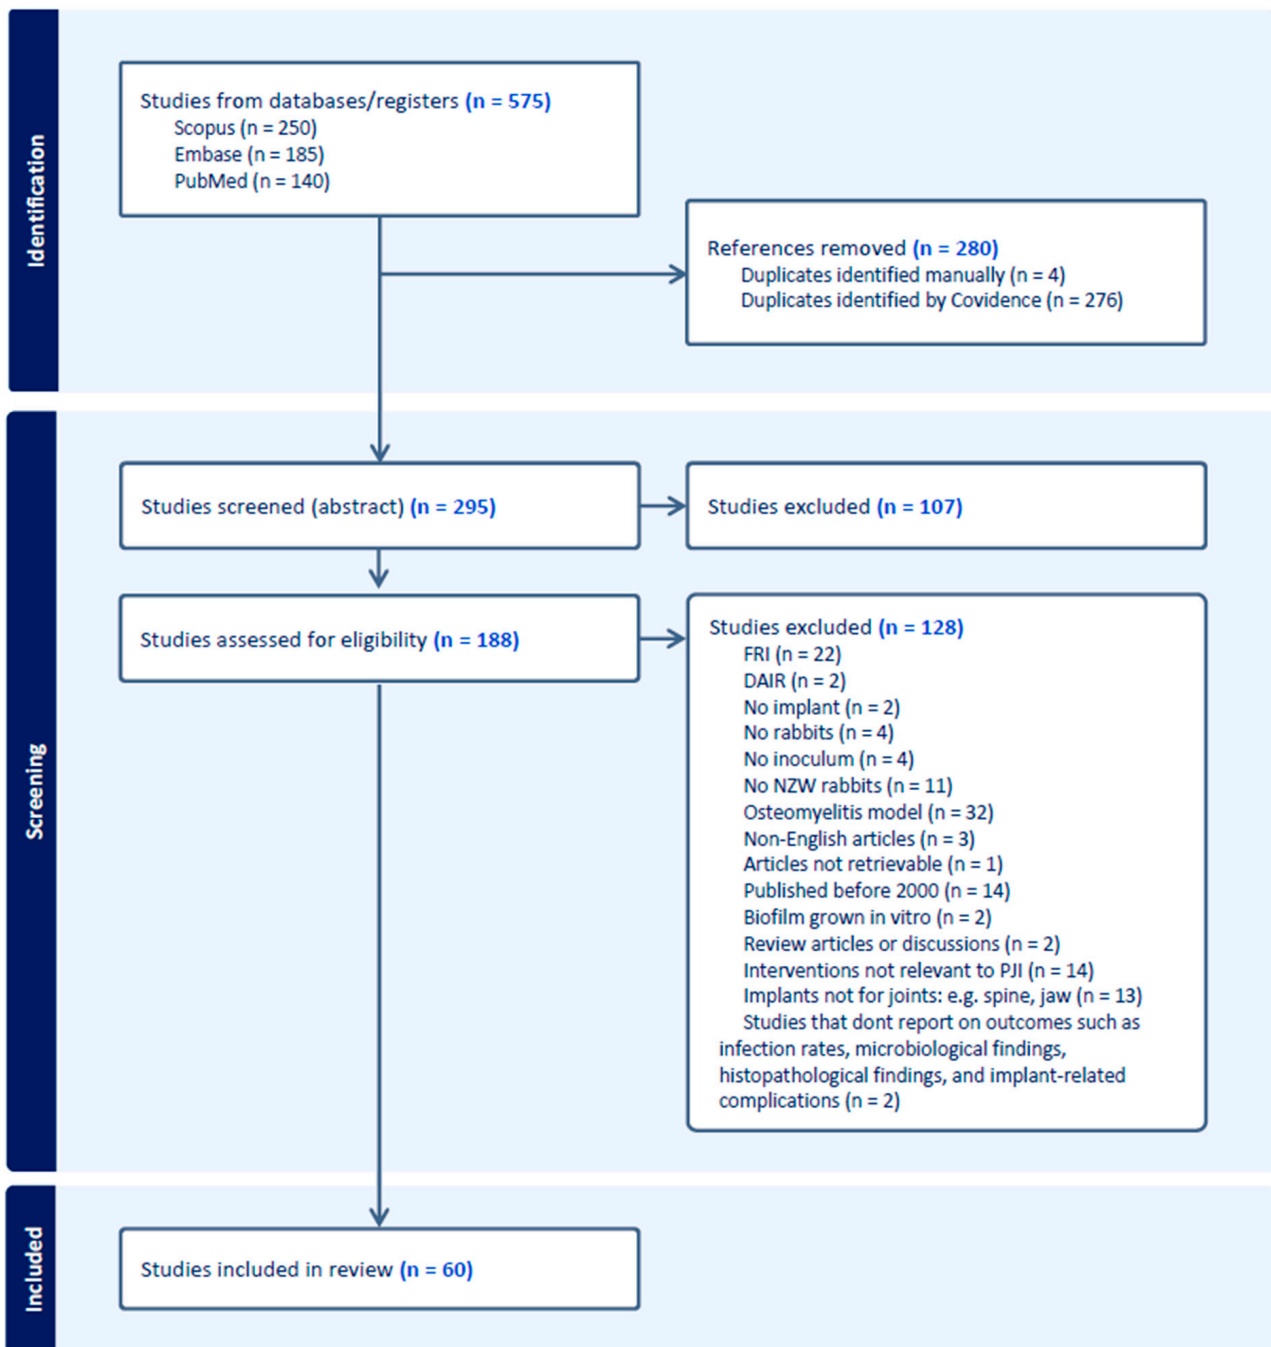 Identification
Studies from databases/registers (n = 575)
Scopus (n = 250)
Embase (n = 185)
PubMed (n = 140)
References removed (n = 280)
Duplicates identified manually (n = 4)
Duplicates identified by Covidence (n = 276)
Screening
Studies screened (abstract) (n = 295)
Studies excluded (n = 107)
Studies assessed for eligibility (n = 188)
Studies excluded (n = 128)
FRI (n = 22)
DAIR (n = 2)
No implant (n = 2)
No rabbits (n = 4)
No inoculum (n = 4)
No NZW rabbits (n = 11)
Osteomyelitis model (n = 32)
Non-English articles (n = 3)
Articles not retrievable (n = 1)
Published before 2000 (n = 14)
Biofilm grown in vitro (n = 2)
Review articles or discussions (n = 2)
Interventions not relevant to PJI (n = 14)
Implants not for joints: e.g. spine, jaw (n = 13)
Studies that dont report on outcomes such as
infection rates, microbiological findings,
histopathological findings, and implant-related
complications (n = 2)
Included
Studies included in review (n = 60)